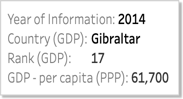 Year of Information: 2014
Country (GDP): Gibraltar
Rank (GDP): 17
GDP - per capita (PPP): 61,700